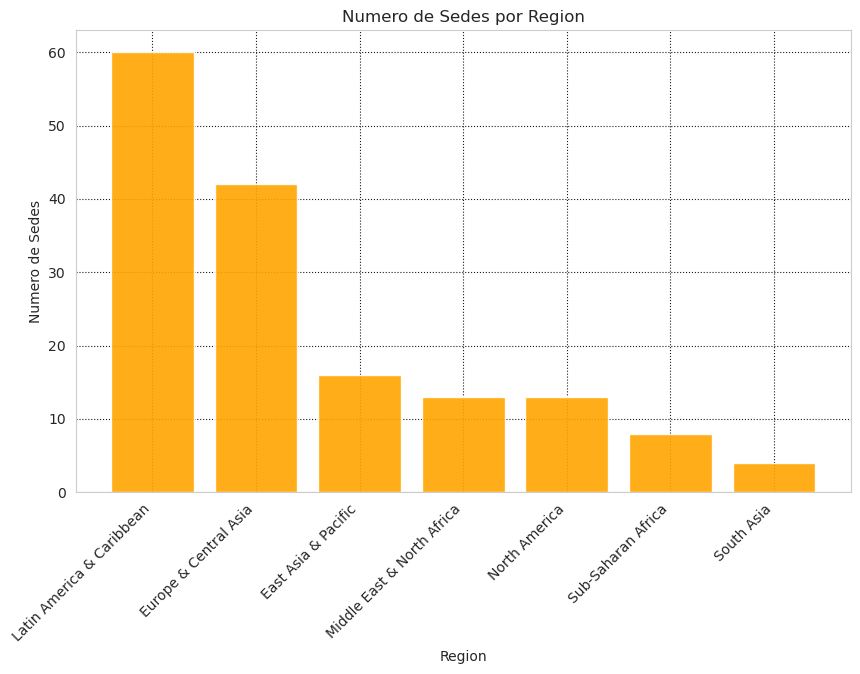 Numero de Sedes por Region
Numero de Sedes
60
50
40
30
20
10
0
Latin America & Caribbean
Europe & Central Asia
East Asia & Pacific
Middle East & North Africa
North America
Sub-Saharan Africa
South Asia
Region